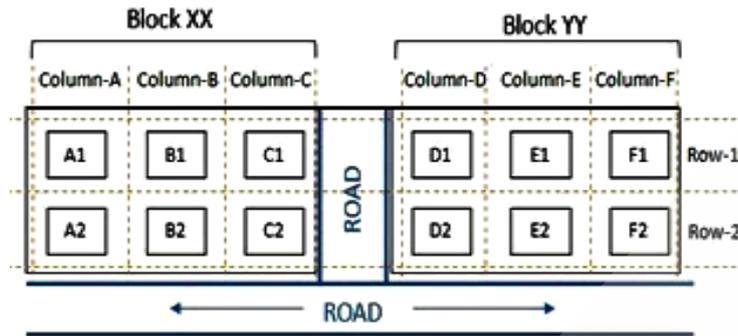 Block XX Block YY
Column-A Column-B Column-C Column-D Column-E Column-F
A1 B1 C1 D1 E1 F1 Row-1
ROAD
A2 B2 C2 D2 E2 F2 Row-2
ROAD